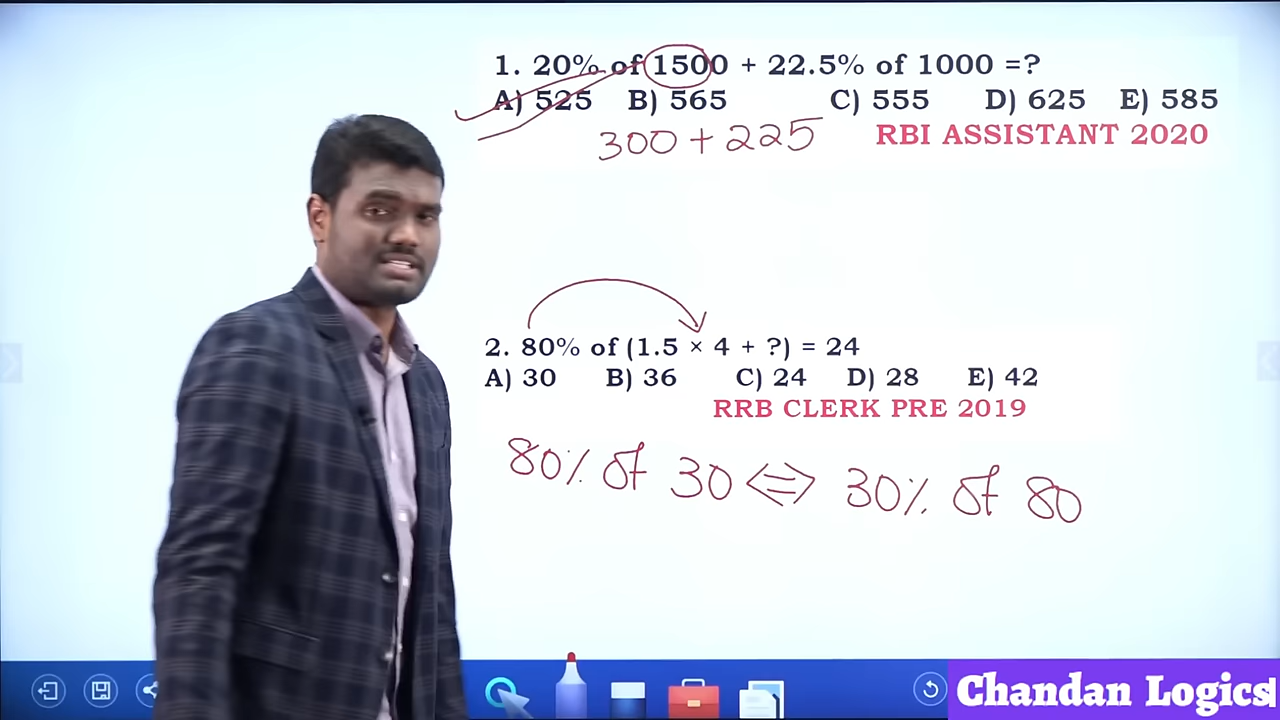 1. 20% of 1500 + 22.5% of 1000 =?
A) 525 B) 565 C) 555 D) 625 E) 585
300 + 225
RBI ASSISTANT 2020
2. 80% of (1.5 × 4 + ?) = 24
A) 30 B) 36 C) 24 D) 28 E) 42
RRB CLERK PRE 2019
80% of 30 ⇔ 30% of 80
Chandan Logics